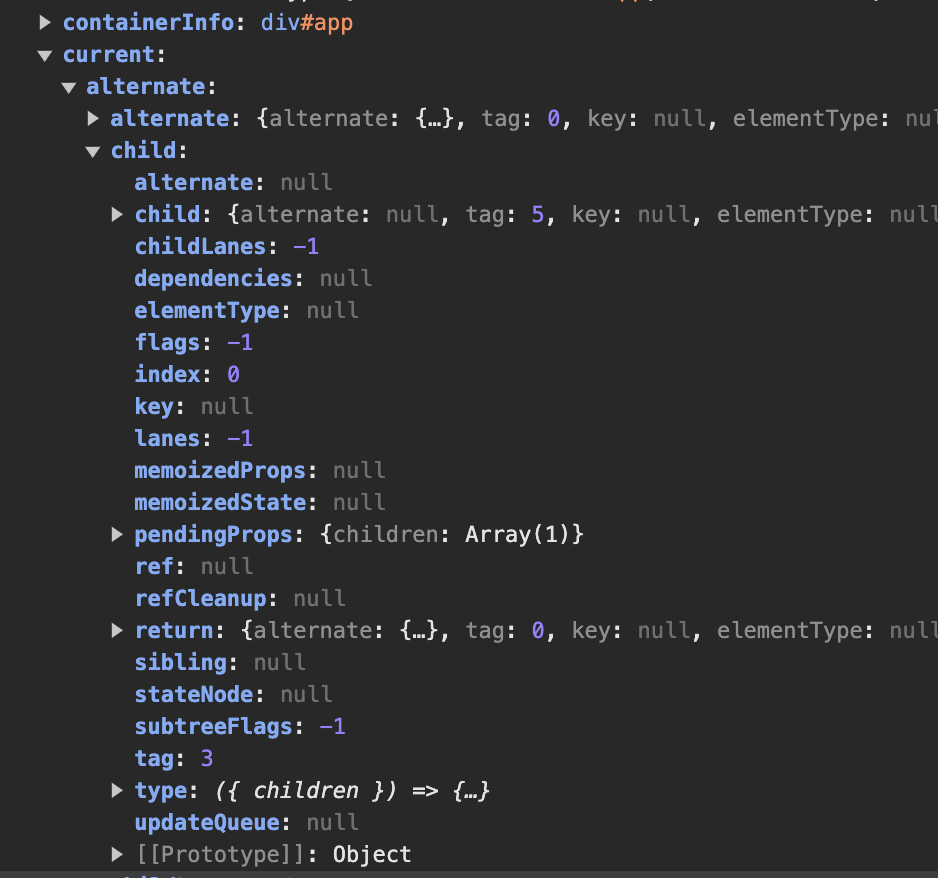 containerInfo: div#app
current:
alternate:
alternate: {alternate: {…}, tag: 0, key: null, elementType: nul
child:
alternate: null
child: {alternate: null, tag: 5, key: null, elementType: null
childLanes: -1
dependencies: null
elementType: null
flags: -1
index: 0
key: null
lanes: -1
memoizedProps: null
memoizedState: null
pendingProps: {children: Array(1)}
ref: null
refCleanup: null
return: {alternate: {…}, tag: 0, key: null, elementType: null
sibling: null
stateNode: null
subtreeFlags: -1
tag: 3
type: ({ children }) => {…}
updateQueue: null
[[Prototype]]: Object